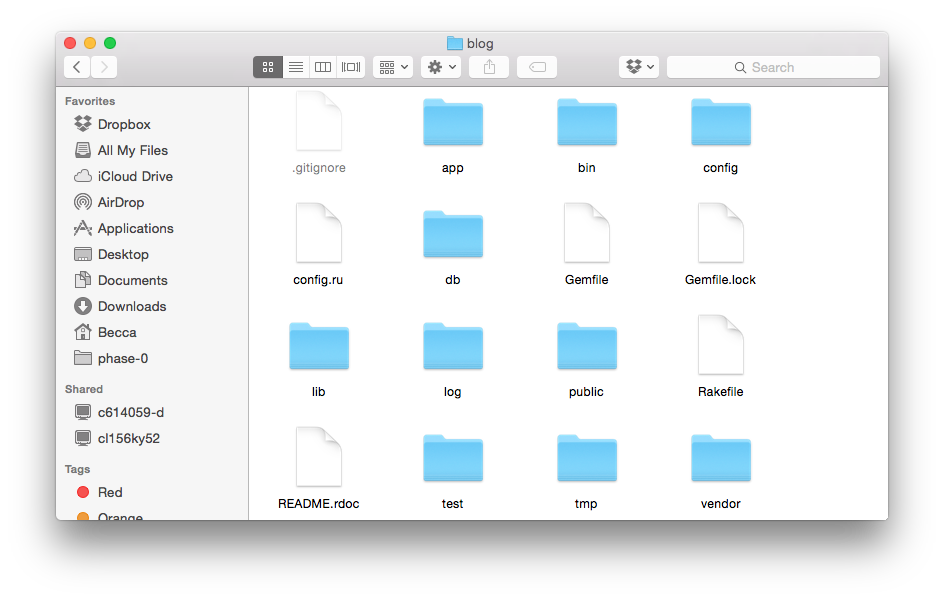 blog
Search
Favorites
Dropbox
All My Files
iCloud Drive
AirDrop
Applications
Desktop
Documents
Downloads
Becca
phase-0
Shared
c614059-d
cl156ky52
Tags
Red
Orange
.gitignore
app
bin
config
config.ru
db
Gemfile
Gemfile.lock
lib
log
public
Rakefile
README.rdoc
test
tmp
vendor